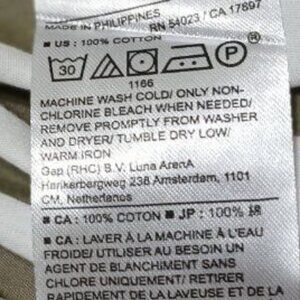 MADE IN PHILIPPINES RN 54023 / CA 17897
■ US : 100% COTTON
30 P
1166
MACHINE WASH COLD/ ONLY NON-
CHLORINE BLEACH WHEN NEEDED/
REMOVE PROMPTLY FROM WASHER
AND DRYER/ TUMBLE DRY LOW/
WARM IRON
Gap (RHC) B.V. Luna ArenA
Herikerbergweg 238 Amsterdam, 1101
CM, Netherlands
■ CA : 100% COTON ■ JP : 100% 綿
■ CA : LAVER À LA MACHINE À L'EAU
FROIDE/ UTILISER AU BESOIN UN
AGENT DE BLANCHIMENT SANS
CHLORE UNIQUEMENT/ RETIRER
RAPIDEMENT DE LA LAVEUSE ET DE LA